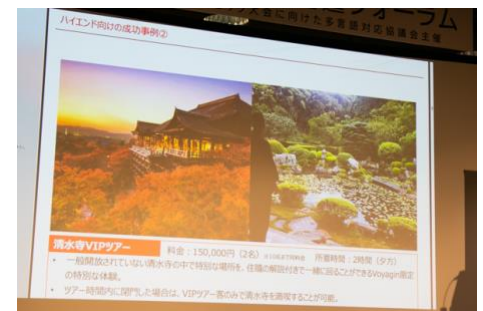 フォーラム
大会に向けた多言語対応協議会主催
ハイエンド向けの成功事例②
清水寺VIPツアー
料金：150,000円（2名） 所要時間：2時間（夕方）
• 一般開放されていない清水寺の中で特別な場所を、住職の解説付きで一緒に回ることができるVoyagin限定
の特別な体験。
• ツアー時間内に閉門した場合は、VIPツアー客のみで清水寺を鑑賞することが可能。